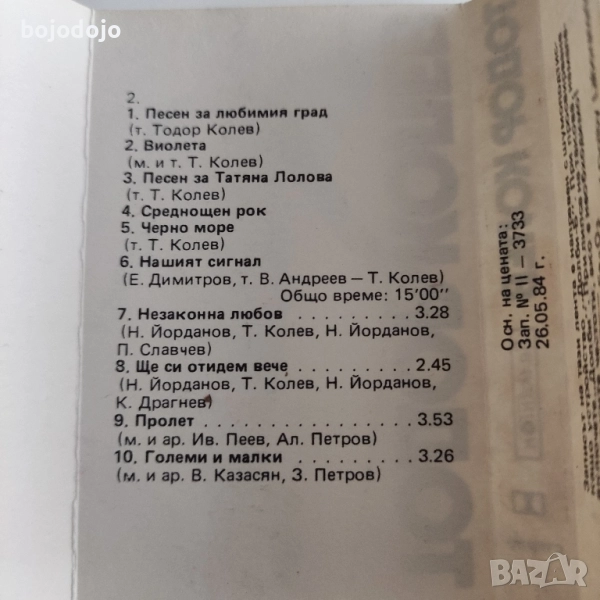 bojodojo
2.
1. Песен за любимия град
(т. Тодор Колев)
2. Виолета
(м. и т. Т. Колев)
3. Песен за Татяна Лолова
(т. Т. Колев)
4. Среднощен рок
5. Черно море
(т. Т. Колев)
6. Нашият сигнал
(Е. Димитров, т. В. Андреев — Т. Колев)
Общо време: 15'00''
7. Незаконна любов . . . . . . . . . . . 3.28
(Н. Йорданов, Т. Колев, Н. Йорданов,
П. Славчев)
8. Ще си отидем вече . . . . . . . . . . 2.45
(Н. Йорданов, Т. Колев, Н. Йорданов,
К. Драгнев)
9. Пролет . . . . . . . . . . . . . . . . . . . 3.53
(м. и ар. Ив. Пеев, Ал. Петров)
10. Големи и малки . . . . . . . . . . . . 3.26
(м. и ар. В. Казасян, З. Петров)
Осн. на цената:
Зап. № II — 3733
26.05.84 г.
BAZAR
bg